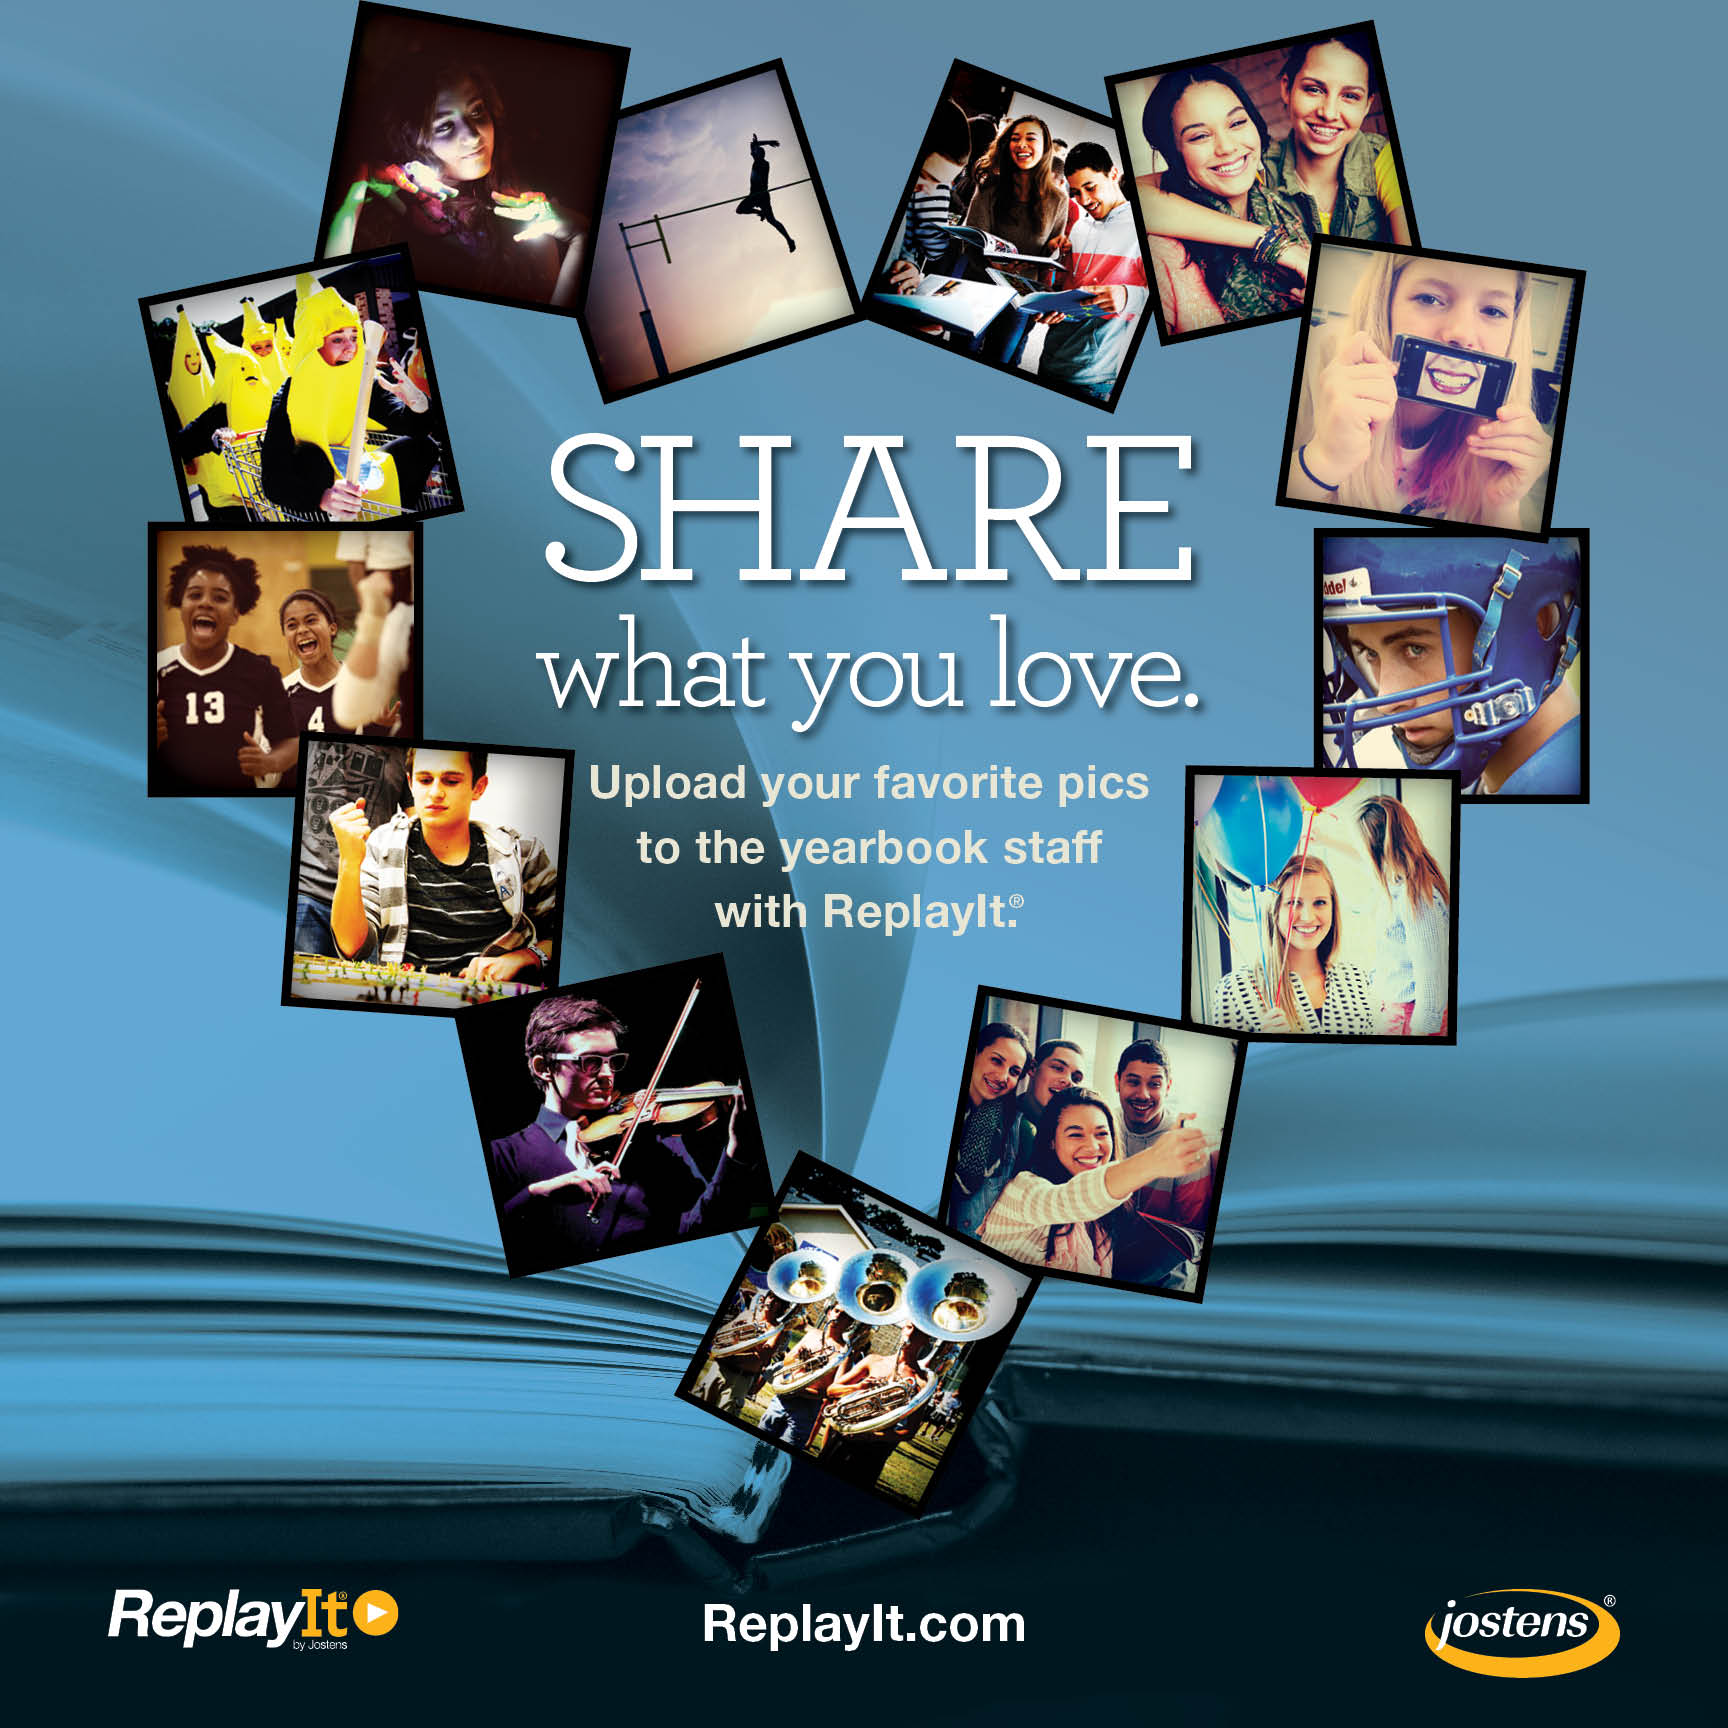 SHARE
what you love.
Upload your favorite pics
to the yearbook staff
with ReplayIt.®
13
4
ddel
A
ReplayIt®
by Jostens
ReplayIt.com
jostens®